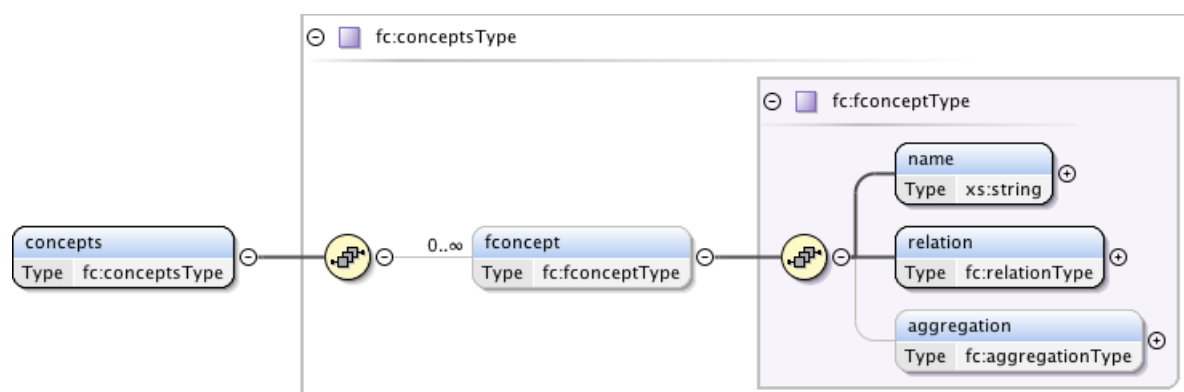 fc:conceptsType
fc:fconceptType
name
Type xs:string
concepts
Type fc:conceptsType
0..∞
fconcept
Type fc:fconceptType
relation
Type fc:relationType
aggregation
Type fc:aggregationType